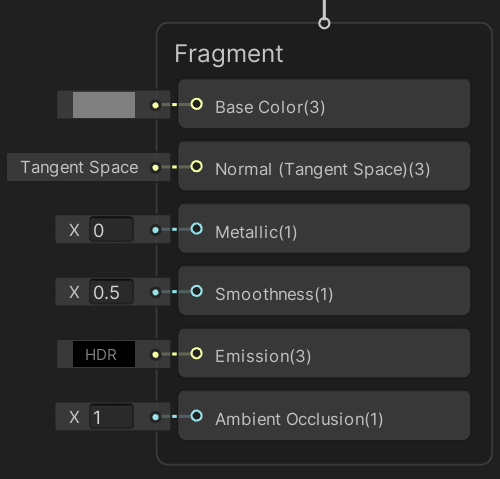 Fragment
Base Color(3)
Tangent Space Normal (Tangent Space)(3)
X 0 Metallic(1)
X 0.5 Smoothness(1)
HDR Emission(3)
X 1 Ambient Occlusion(1)